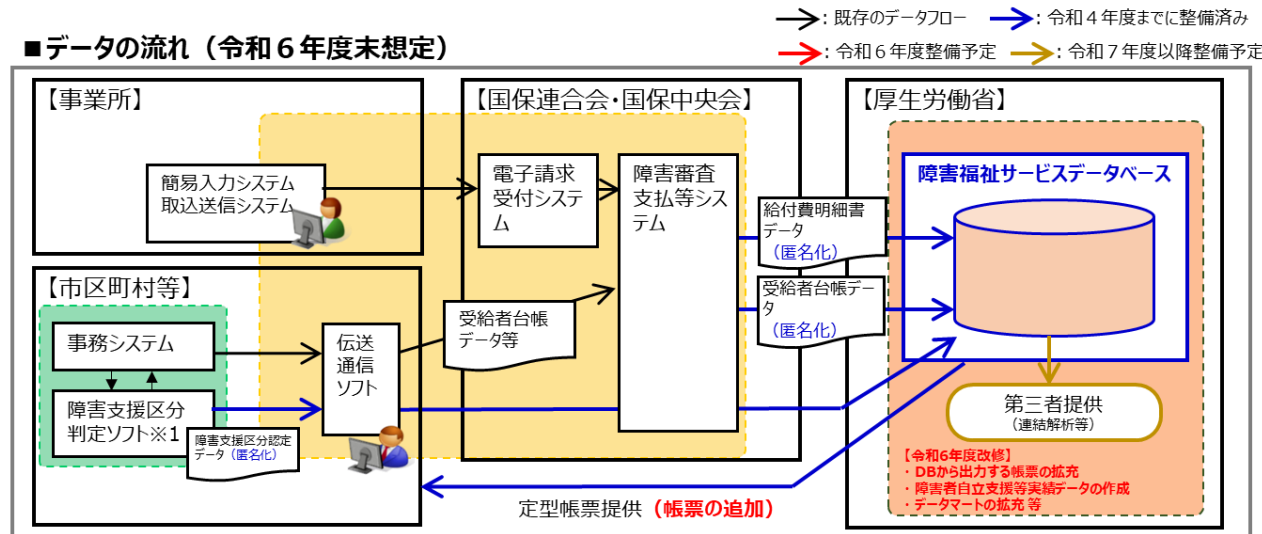 ：既存のデータフロー
：令和４年度までに整備済み
■データの流れ（令和６年度末想定）
：令和６年度整備予定
：令和７年度以降整備予定
【事業所】
【国保連合会・国保中央会】
【厚生労働省】
簡易入力システム
取込送信システム
電子請求
受付システ
ム
障害審査
支払等シス
テム
給付費明細書
データ
（匿名化）
障害福祉サービスデータベース
【市区町村等】
受給者台帳デー
タ
（匿名化）
事務システム
伝送
通信
ソフト
受給者台帳
データ等
障害支援区分
判定ソフト※1
障害支援区分認定
データ（匿名化）
第三者提供
（連結解析等）
【令和6年度改修】
・DBから出力する帳票の拡充
・障害者自立支援等実績データの作成
・データマートの拡充 等
定型帳票提供（帳票の追加）